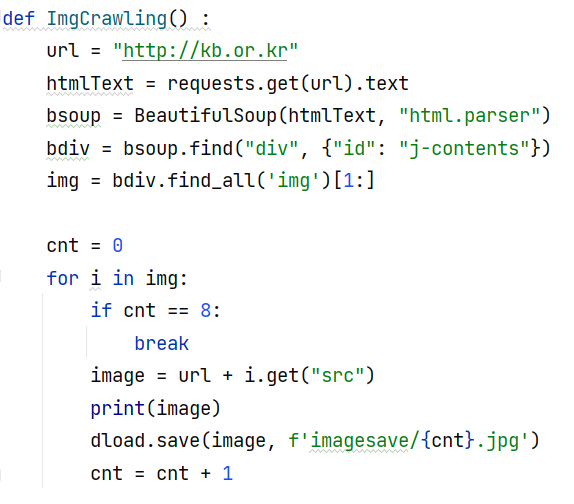 def ImgCrawling() :
    url = "http://kb.or.kr"
    htmlText = requests.get(url).text
    bsoup = BeautifulSoup(htmlText, "html.parser")
    bdiv = bsoup.find("div", {"id": "j-contents"})
    img = bdiv.find_all('img')[1:]

    cnt = 0
    for i in img:
        if cnt == 8:
            break
        image = url + i.get("src")
        print(image)
        dload.save(image, f'imagesave/{cnt}.jpg')
        cnt = cnt + 1